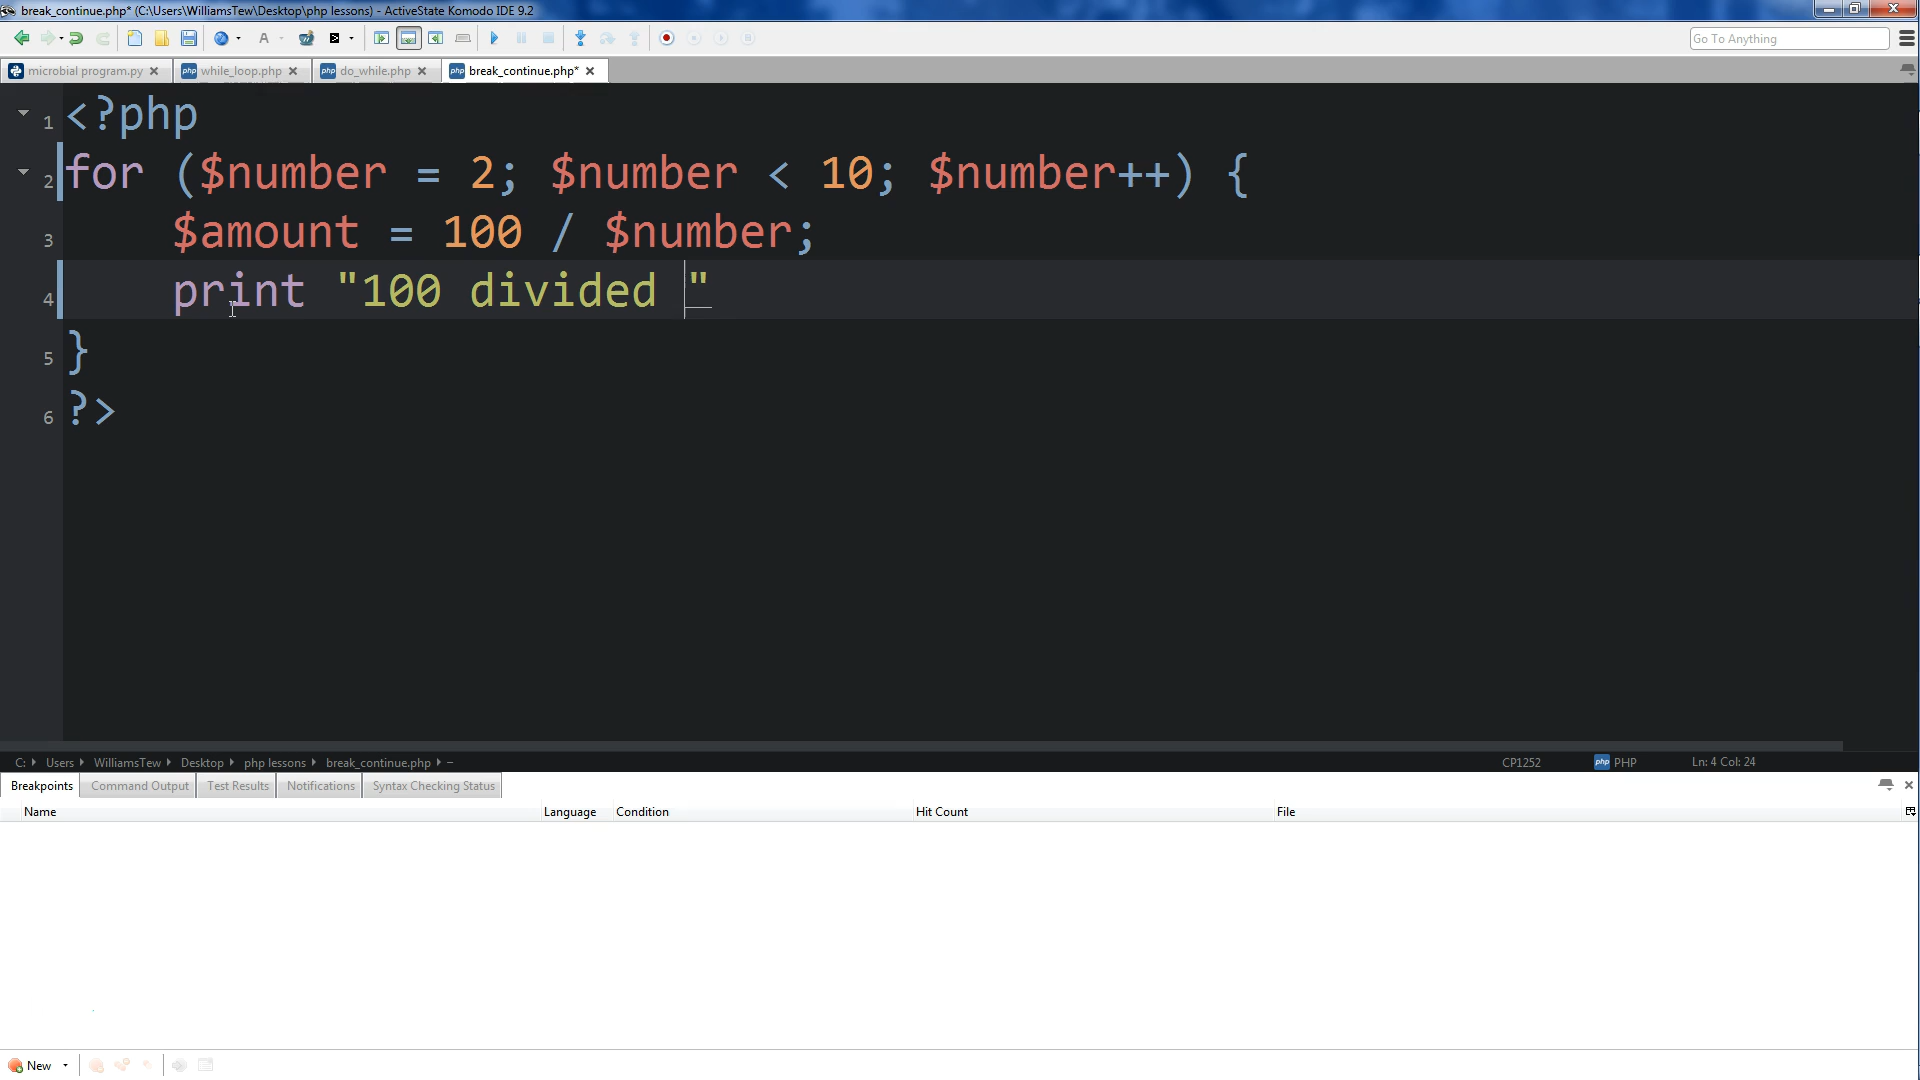 break_continue.php* (C:\Users\WilliamsTew\Desktop\php lessons) - ActiveState Komodo IDE 9.2
Go To Anything
microbial program.py
while_loop.php
do_while.php
break_continue.php*
1 <?php
2 for ($number = 2; $number < 10; $number++) {
3 $amount = 100 / $number;
4 print "100 divided "
5 }
6 ?>
C: Users WilliamsTew Desktop php lessons break_continue.php
CP1252 PHP Ln: 4 Col: 24
Breakpoints Command Output Test Results Notifications Syntax Checking Status
Name Language Condition Hit Count File
New